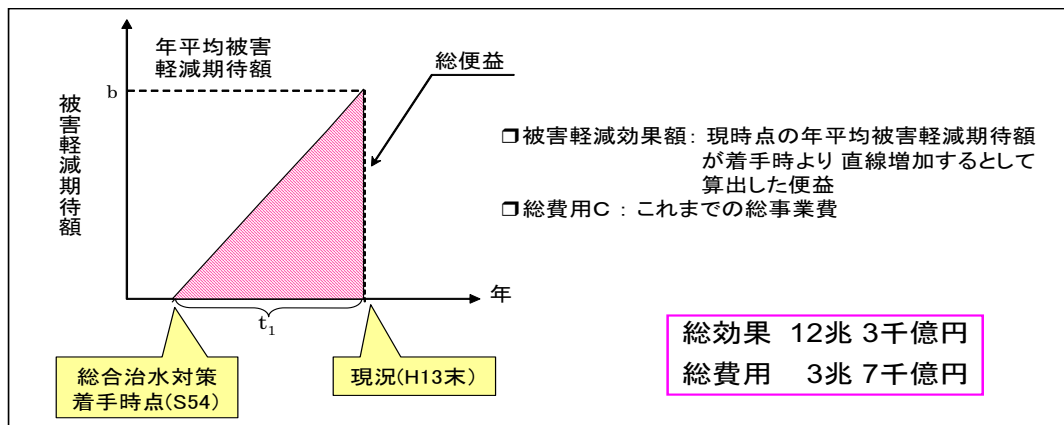 年平均被害
軽減期待額
総便益
b
被害軽減期待額
年
t₁
総合治水対策
着手時点(S54)
現況(H13末)
❒被害軽減効果額： 現時点の年平均被害軽減期待額
が着手時より 直線増加するとして
算出した便益
❒総費用C ： これまでの総事業費
総効果 12兆 3千億円
総費用 3兆 7千億円